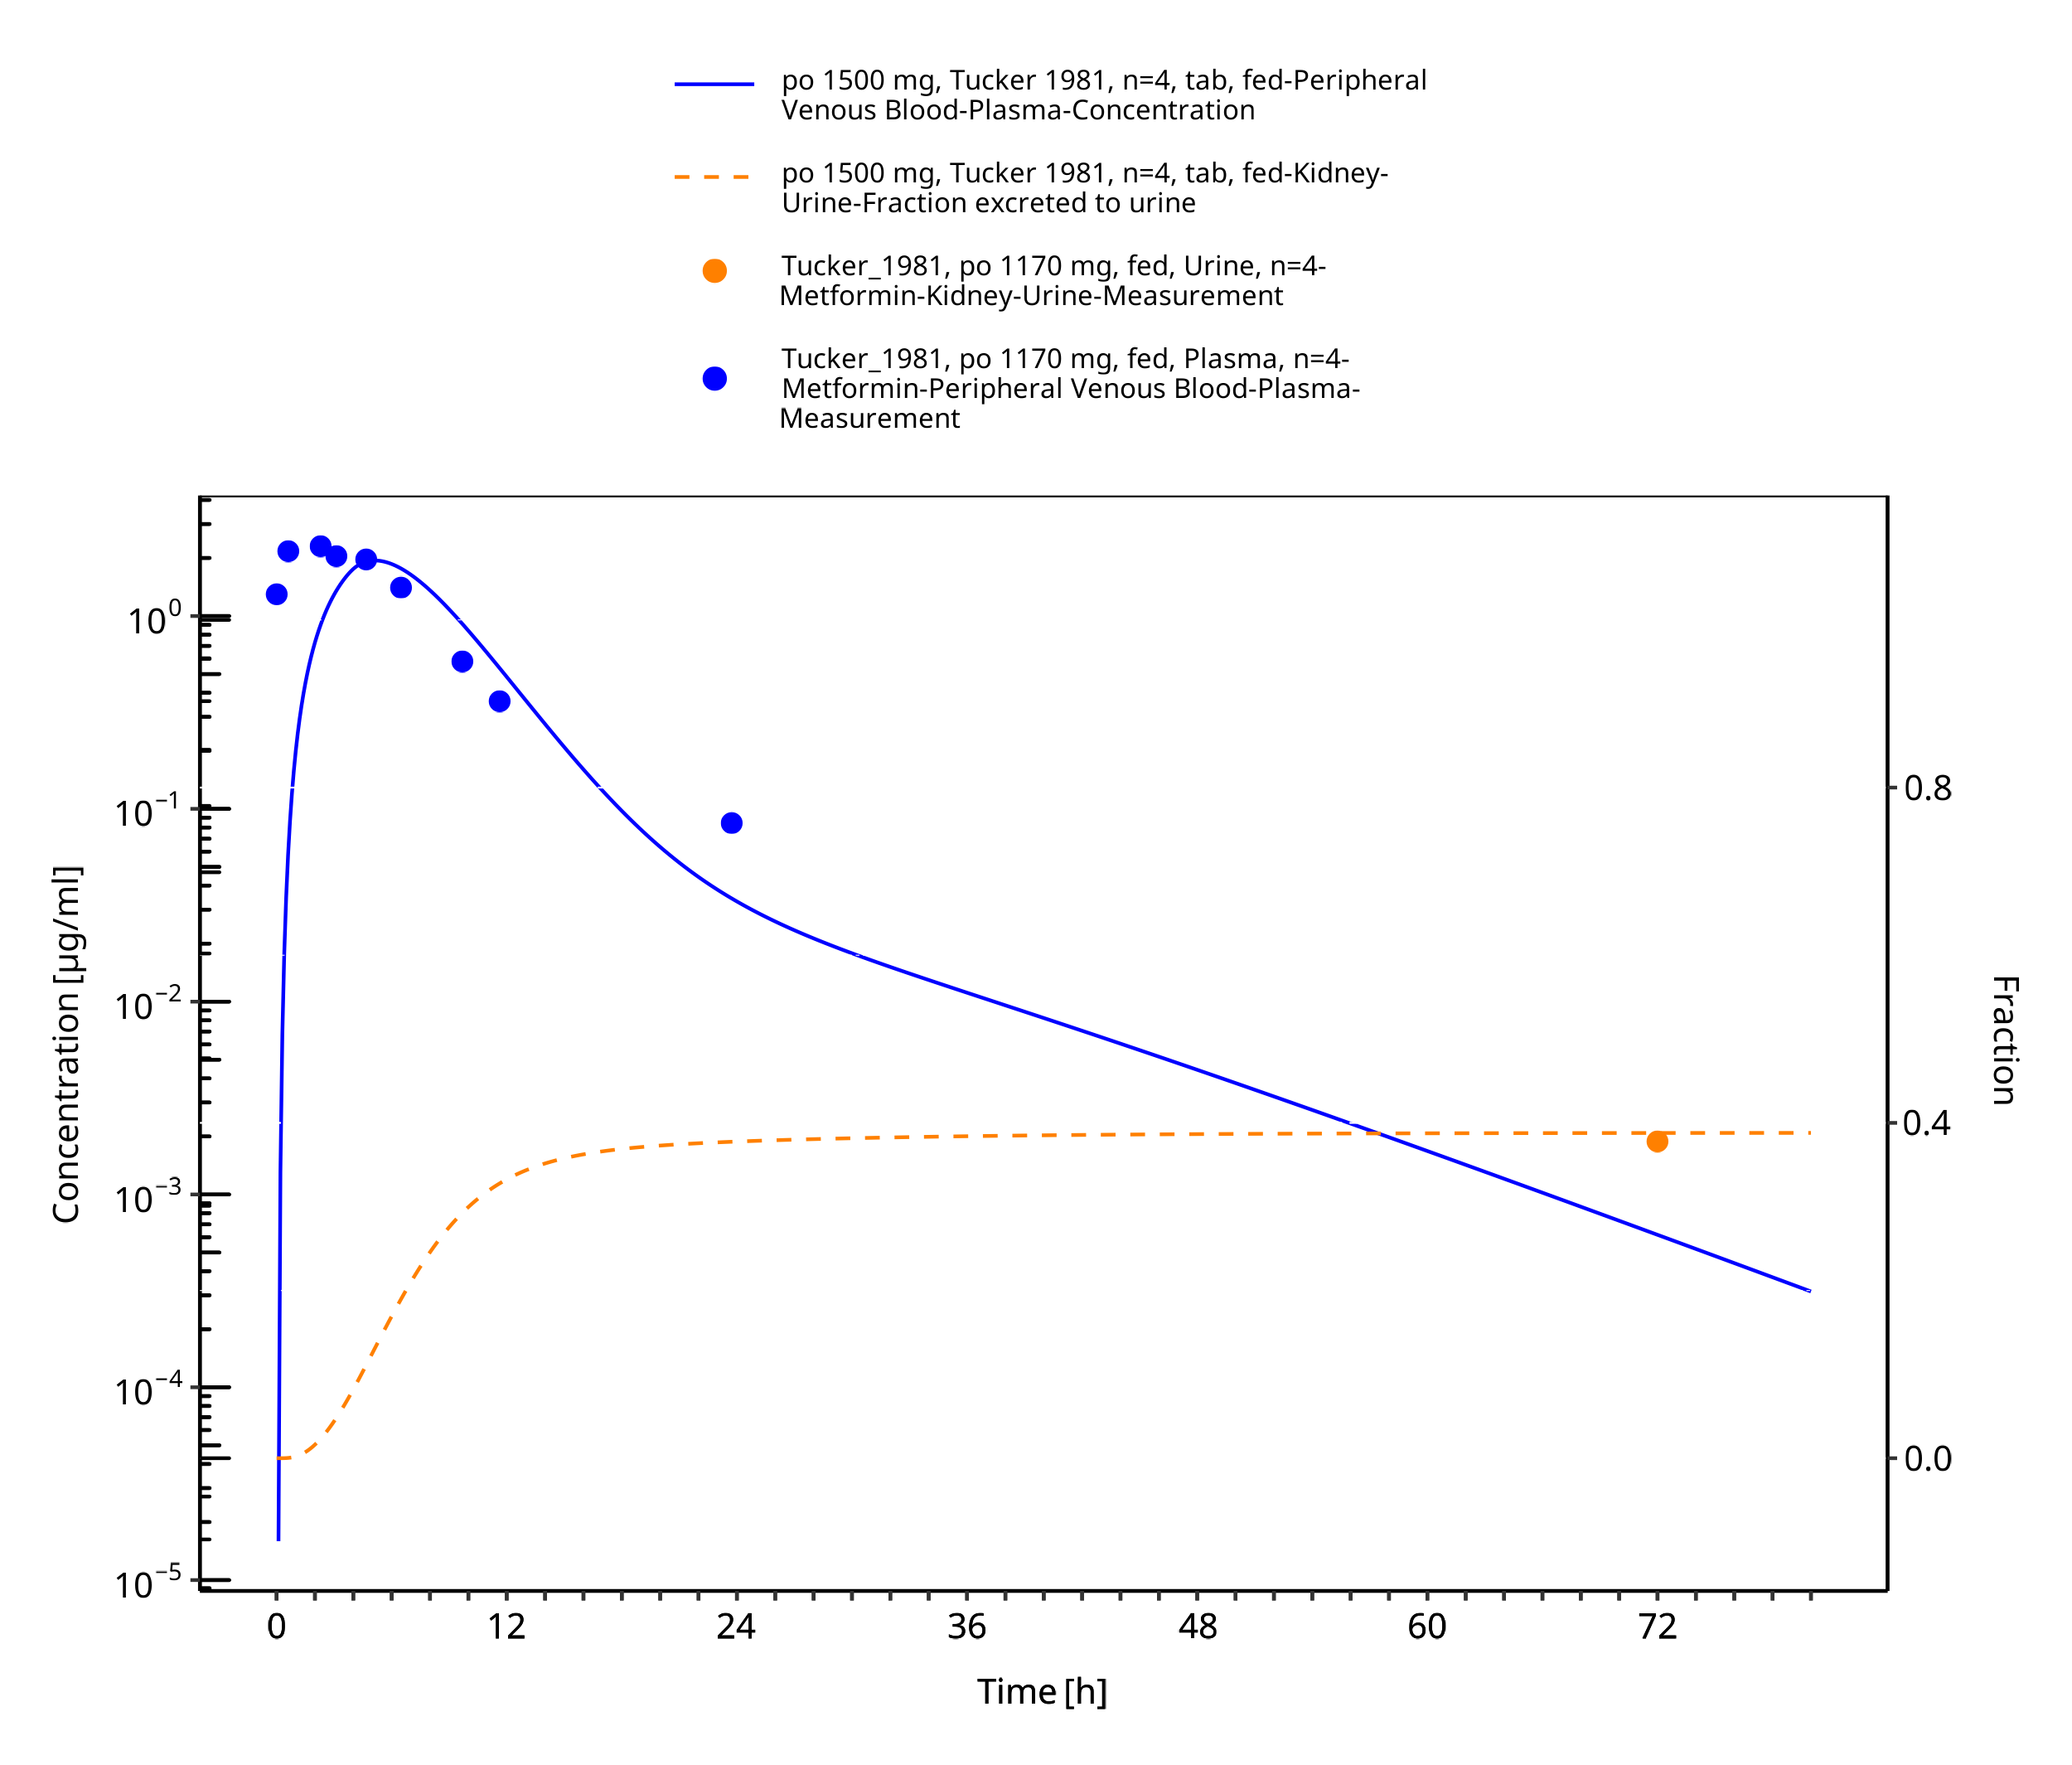 po 1500 mg, Tucker 1981, n=4, tab, fed-Peripheral
Venous Blood-Plasma-Concentration
po 1500 mg, Tucker 1981, n=4, tab, fed-Kidney-
Urine-Fraction excreted to urine
Tucker_1981, po 1170 mg, fed, Urine, n=4-
Metformin-Kidney-Urine-Measurement
Tucker_1981, po 1170 mg, fed, Plasma, n=4-
Metformin-Peripheral Venous Blood-Plasma-
Measurement
10⁰
10⁻¹
10⁻²
10⁻³
10⁻⁴
10⁻⁵
Concentration [µg/ml]
0.8
0.4
0.0
Fraction
0 12 24 36 48 60 72
Time [h]